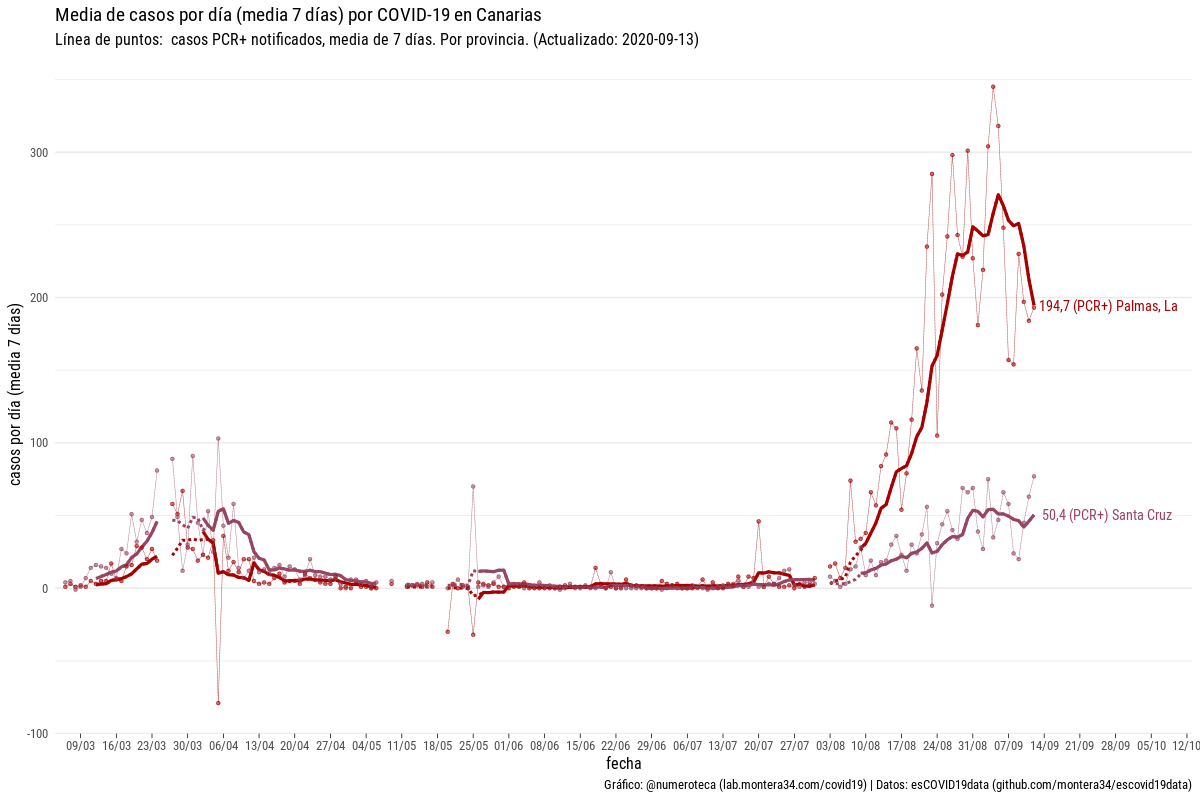 Media de casos por día (media 7 días) por COVID-19 en Canarias
Línea de puntos:  casos PCR+ notificados, media de 7 días. Por provincia. (Actualizado: 2020-09-13)
casos por día (media 7 días)
300
200
100
0
-100
194,7 (PCR+) Palmas, La
50,4 (PCR+) Santa Cruz
09/03 16/03 23/03 30/03 06/04 13/04 20/04 27/04 04/05 11/05 18/05 25/05 01/06 08/06 15/06 22/06 29/06 06/07 13/07 20/07 27/07 03/08 10/08 17/08 24/08 31/08 07/09 14/09 21/09 28/09 05/10 12/10
fecha
Gráfico: @numeroteca (lab.montera34.com/covid19) | Datos: esCOVID19data (github.com/montera34/escovid19data)